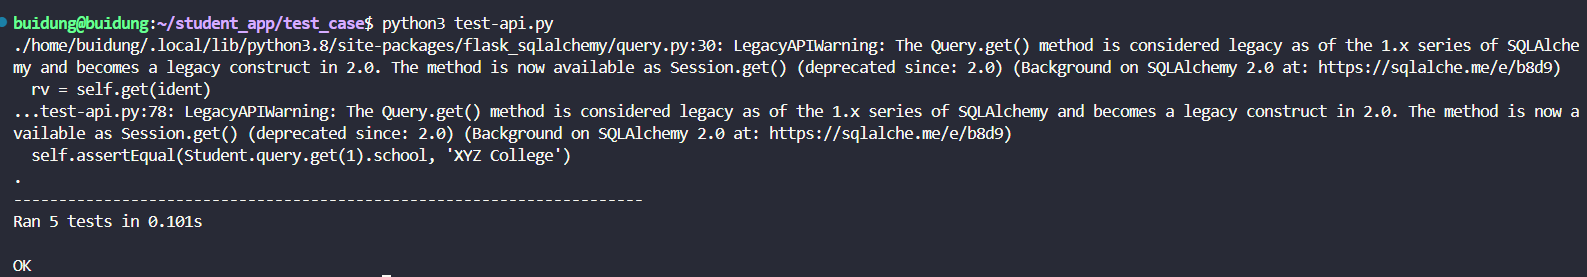 buidung@buidung:~/student_app/test_case$ python3 test-api.py
./home/buidung/.local/lib/python3.8/site-packages/flask_sqlalchemy/query.py:30: LegacyAPIWarning: The Query.get() method is considered legacy as of the 1.x series of SQLAlche
my and becomes a legacy construct in 2.0. The method is now available as Session.get() (deprecated since: 2.0) (Background on SQLAlchemy 2.0 at: https://sqlalche.me/e/b8d9)
  rv = self.get(ident)
...test-api.py:78: LegacyAPIWarning: The Query.get() method is considered legacy as of the 1.x series of SQLAlchemy and becomes a legacy construct in 2.0. The method is now a
vailable as Session.get() (deprecated since: 2.0) (Background on SQLAlchemy 2.0 at: https://sqlalche.me/e/b8d9)
  self.assertEqual(Student.query.get(1).school, 'XYZ College')
.
----------------------------------------------------------------------
Ran 5 tests in 0.101s

OK